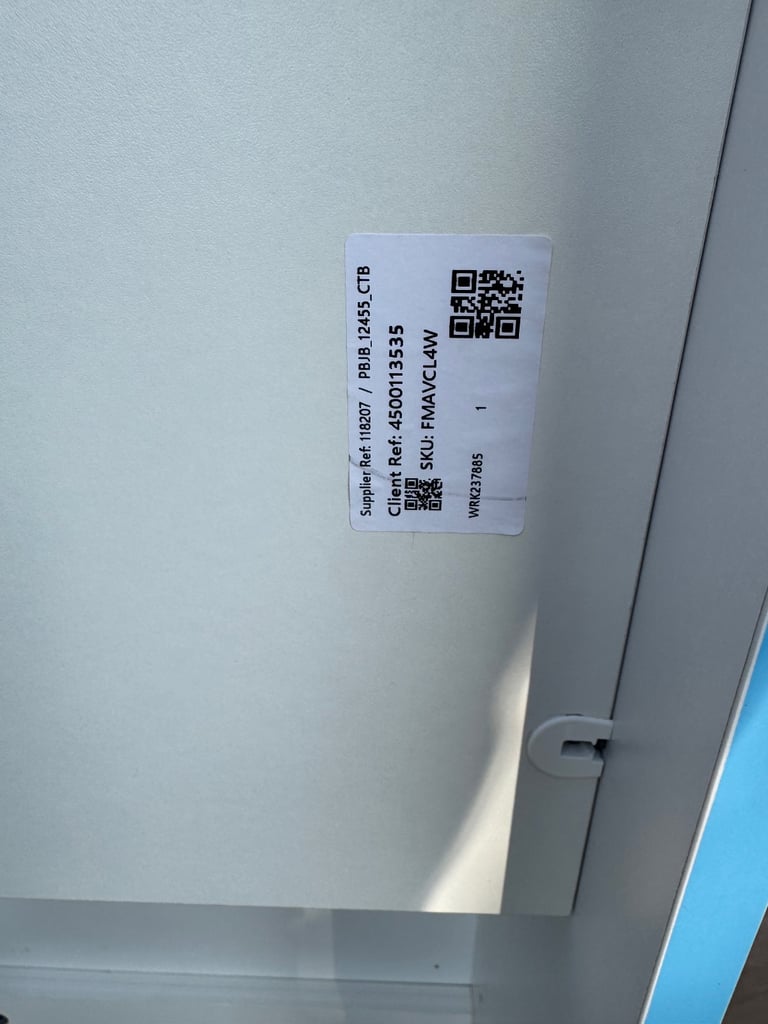 Supplier Ref: 118207 / PBJB_12455_CTB
Client Ref: 4500113535
SKU: FMAVCL4W
WRK237885 1